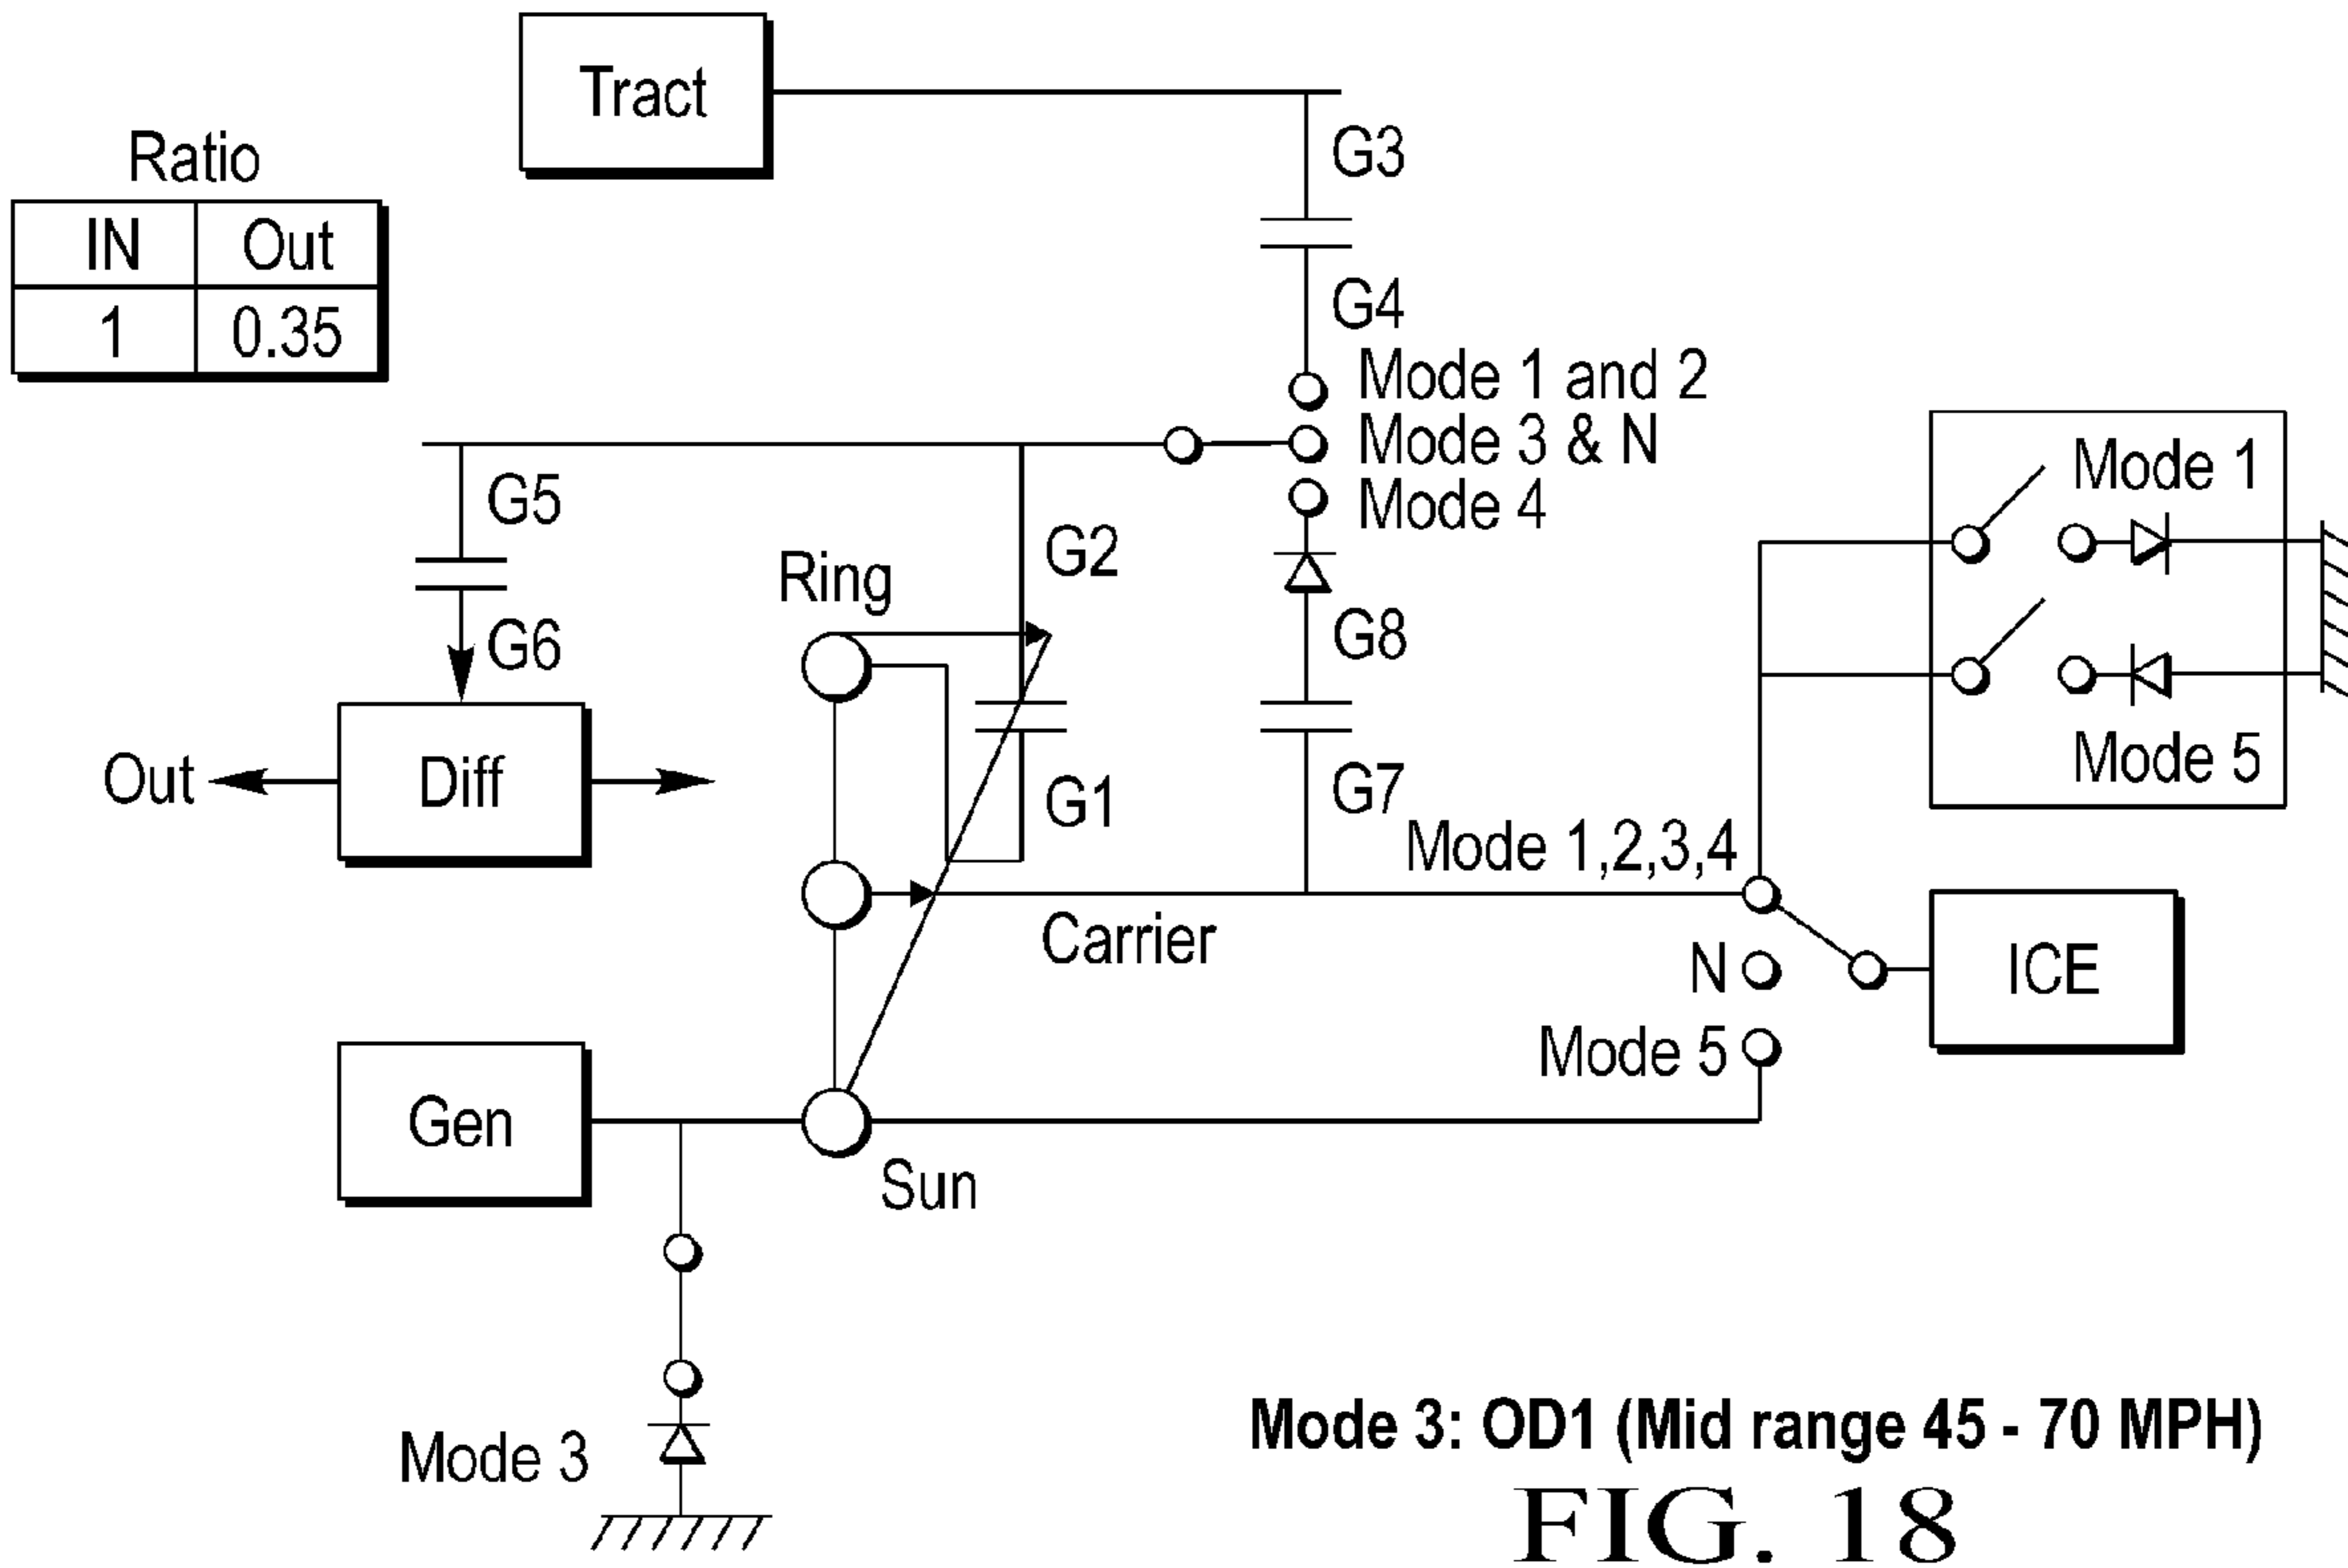 Tract
Ratio
IN Out
1 0.35
G3
G4
Mode 1 and 2
Mode 3 & N
Mode 4
G5
G6
G2
Ring
G8
Mode 1
Mode 5
Out
Diff
G1
G7
Mode 1,2,3,4
Carrier
N
ICE
Mode 5
Gen
Sun
Mode 3
Mode 3: OD1 (Mid range 45 - 70 MPH)
FIG. 18